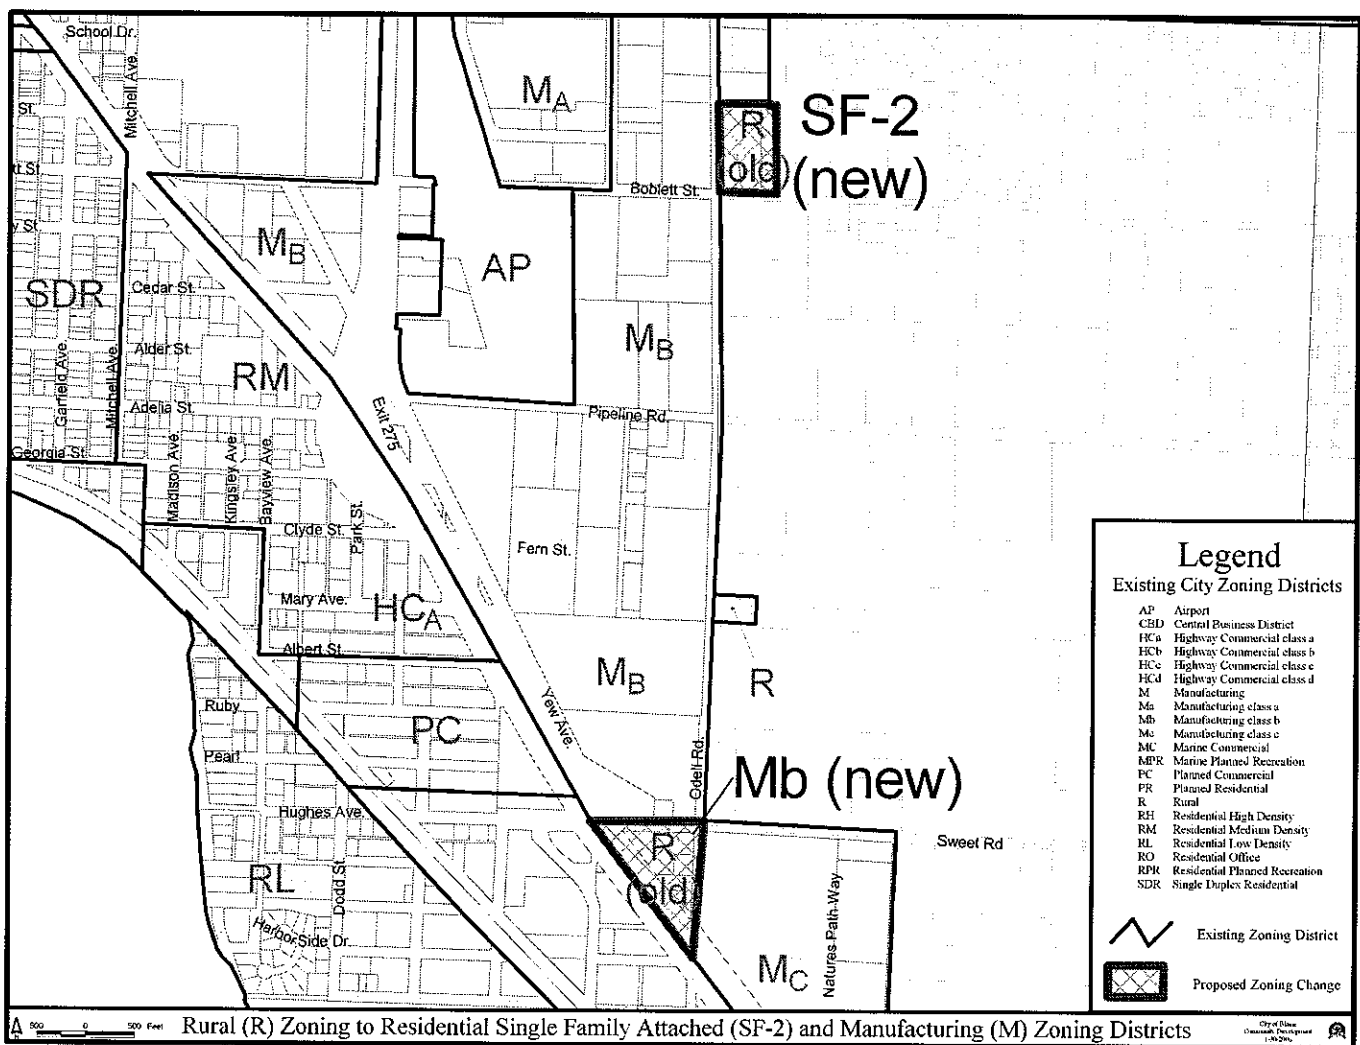 School Dr.
Mitchell Ave.
St.
tt St.
y St.
SDR
Garfield Ave.
Mitchell Ave.
Georgia St.
Cedar St.
Alder St.
Adelia St.
RM
Madison Ave.
Kingsley Ave.
Bayview Ave.
Park St.
Clyde St.
Mary Ave.
Albert St.
HCA
MB
MA
AP
Boblett St.
R
(old)
SF-2
(new)
MB
Pipeline Rd.
Exit 275
Fern St.
MB
R
Yew Ave.
Odell Rd.
Ruby
Pearl
PC
Hughes Ave.
RL
Dodd St
HarborSide Dr.
Mb (new)
R
(old)
Sweet Rd
Natures Path Way
MC
Legend
Existing City Zoning Districts
AP Airport
CBD Central Business District
HCa Highway Commercial class a
HCb Highway Commercial class b
HCc Highway Commercial class c
HCd Highway Commercial class d
M Manufacturing
Ma Manufacturing class a
Mb Manufacturing class b
Mc Manufacturing class c
MC Marine Commercial
MPR Marine Planned Recreation
PC Planned Commercial
PR Planned Residential
R Rural
RH Residential High Density
RM Residential Medium Density
RL Residential Low Density
RO Residential Office
RPR Residential Planned Recreation
SDR Single Duplex Residential
Existing Zoning District
Proposed Zoning Change
500 0 500 Feet
Rural (R) Zoning to Residential Single Family Attached (SF-2) and Manufacturing (M) Zoning Districts
City of Blaine
Community Development